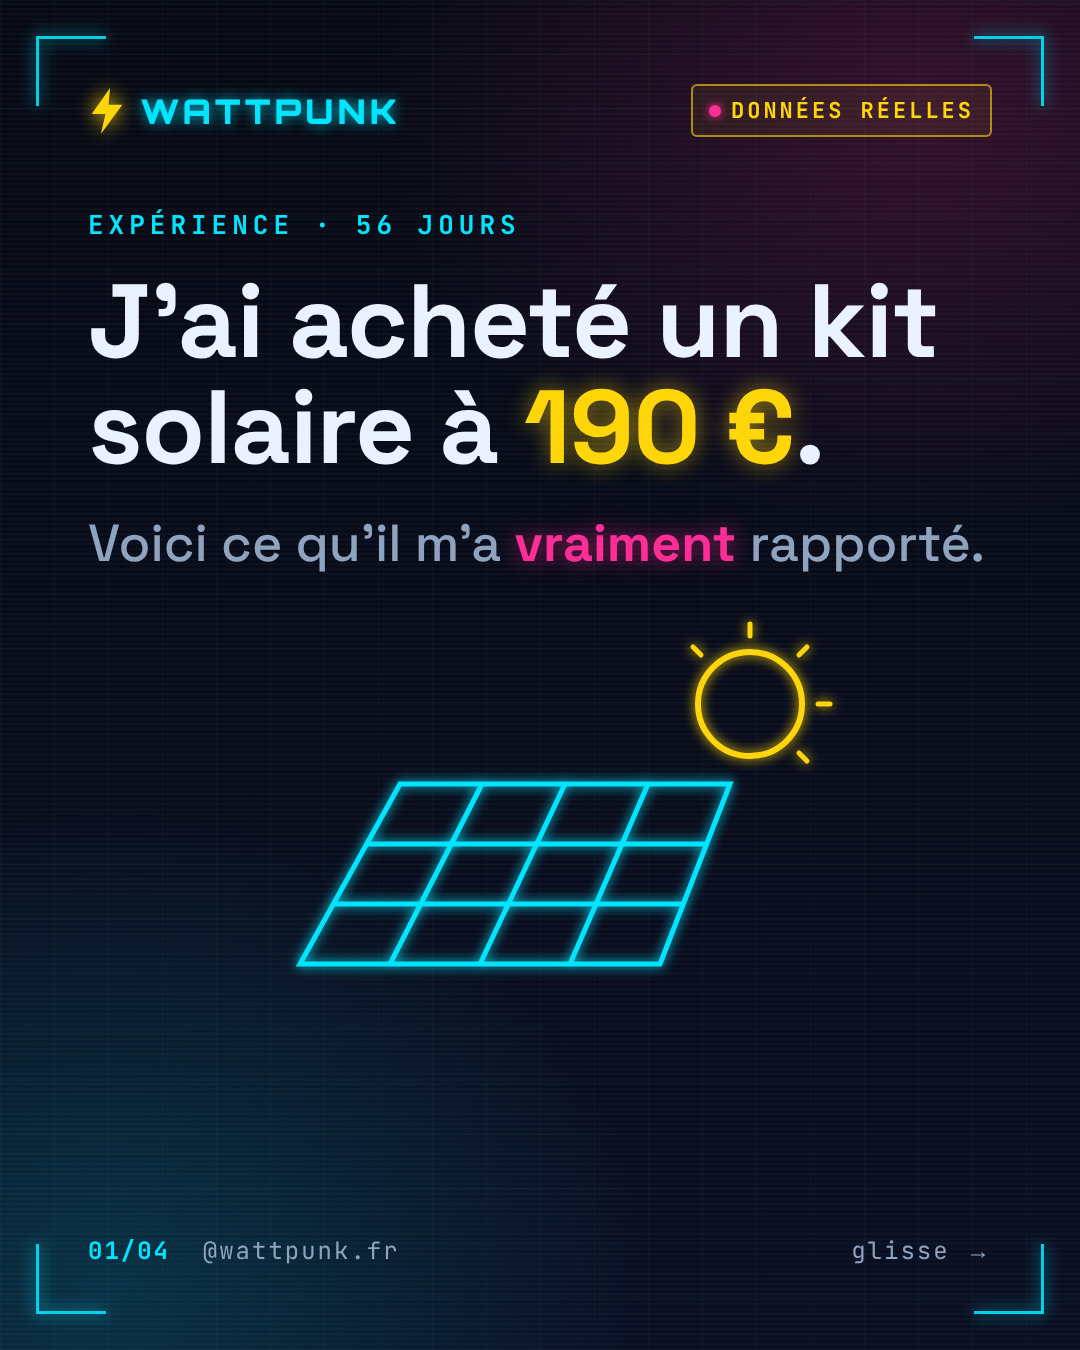 WATTPUNK
DONNÉES RÉELLES
EXPÉRIENCE · 56 JOURS
J’ai acheté un kit
solaire à 190 €.
Voici ce qu’il m’a vraiment rapporté.
01/04 @wattpunk.fr
glisse →